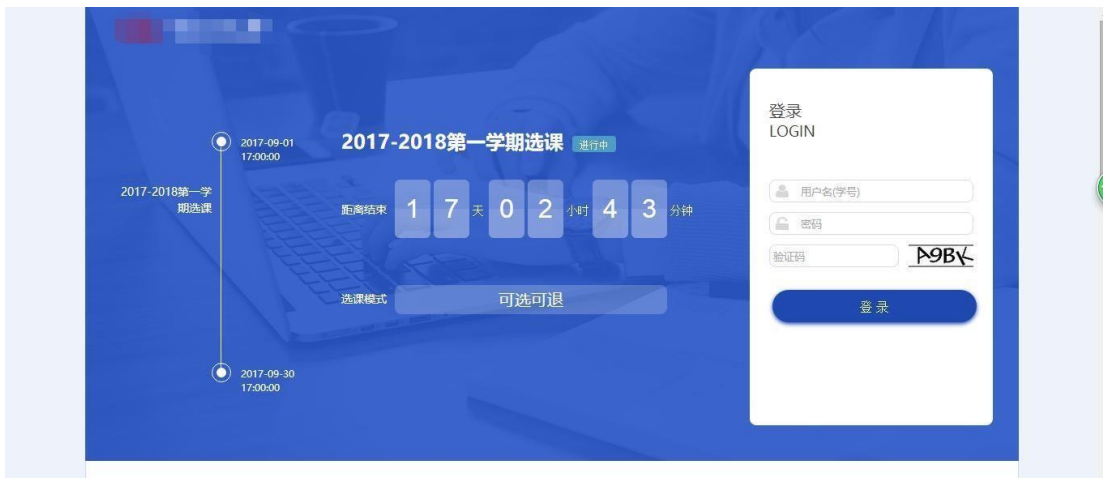 2017-09-01
17:00:00
2017-2018第一学
期选课
2017-09-30
17:00:00
2017-2018第一学期选课 进行中
距离结束 1 7 天 0 2 小时 4 3 分钟
选课模式 可选可退
登录
LOGIN
用户名(学号)
密码
验证码 A9BK
登录